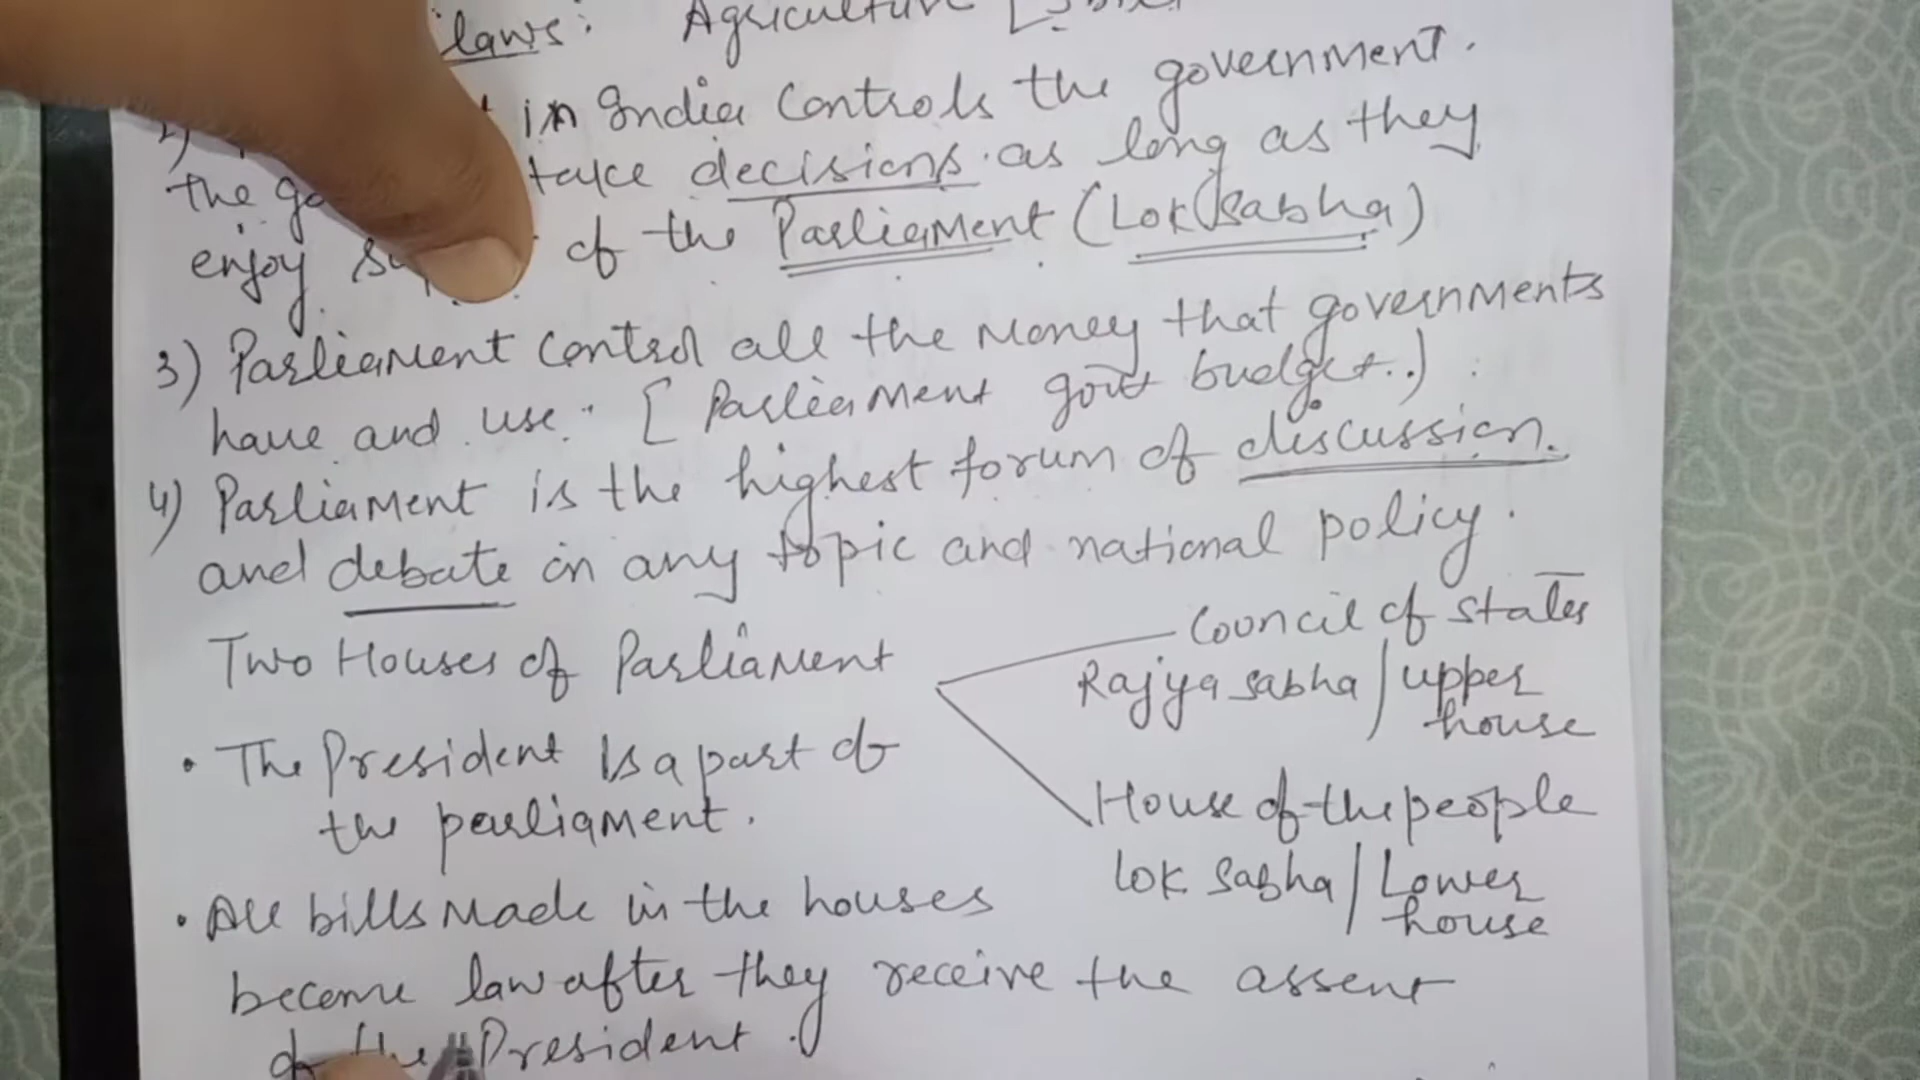 laws: Agriculture [
in India controls the government.
the take decisions as long as they
enjoy of the Parliament (Lok Sabha)
3) Parliament control all the money that governments
have and use. [Parliament govt budget..)
4) Parliament is the highest forum of discussion.
and debate on any topic and national policy.
Two Houses of Parliament
Council of States
Rajya sabha / upper
house
House of the people
Lok Sabha / Lower
house
• The President is a part of
the parliament.
• All bills made in the houses
become law after they receive the assent
of the President.